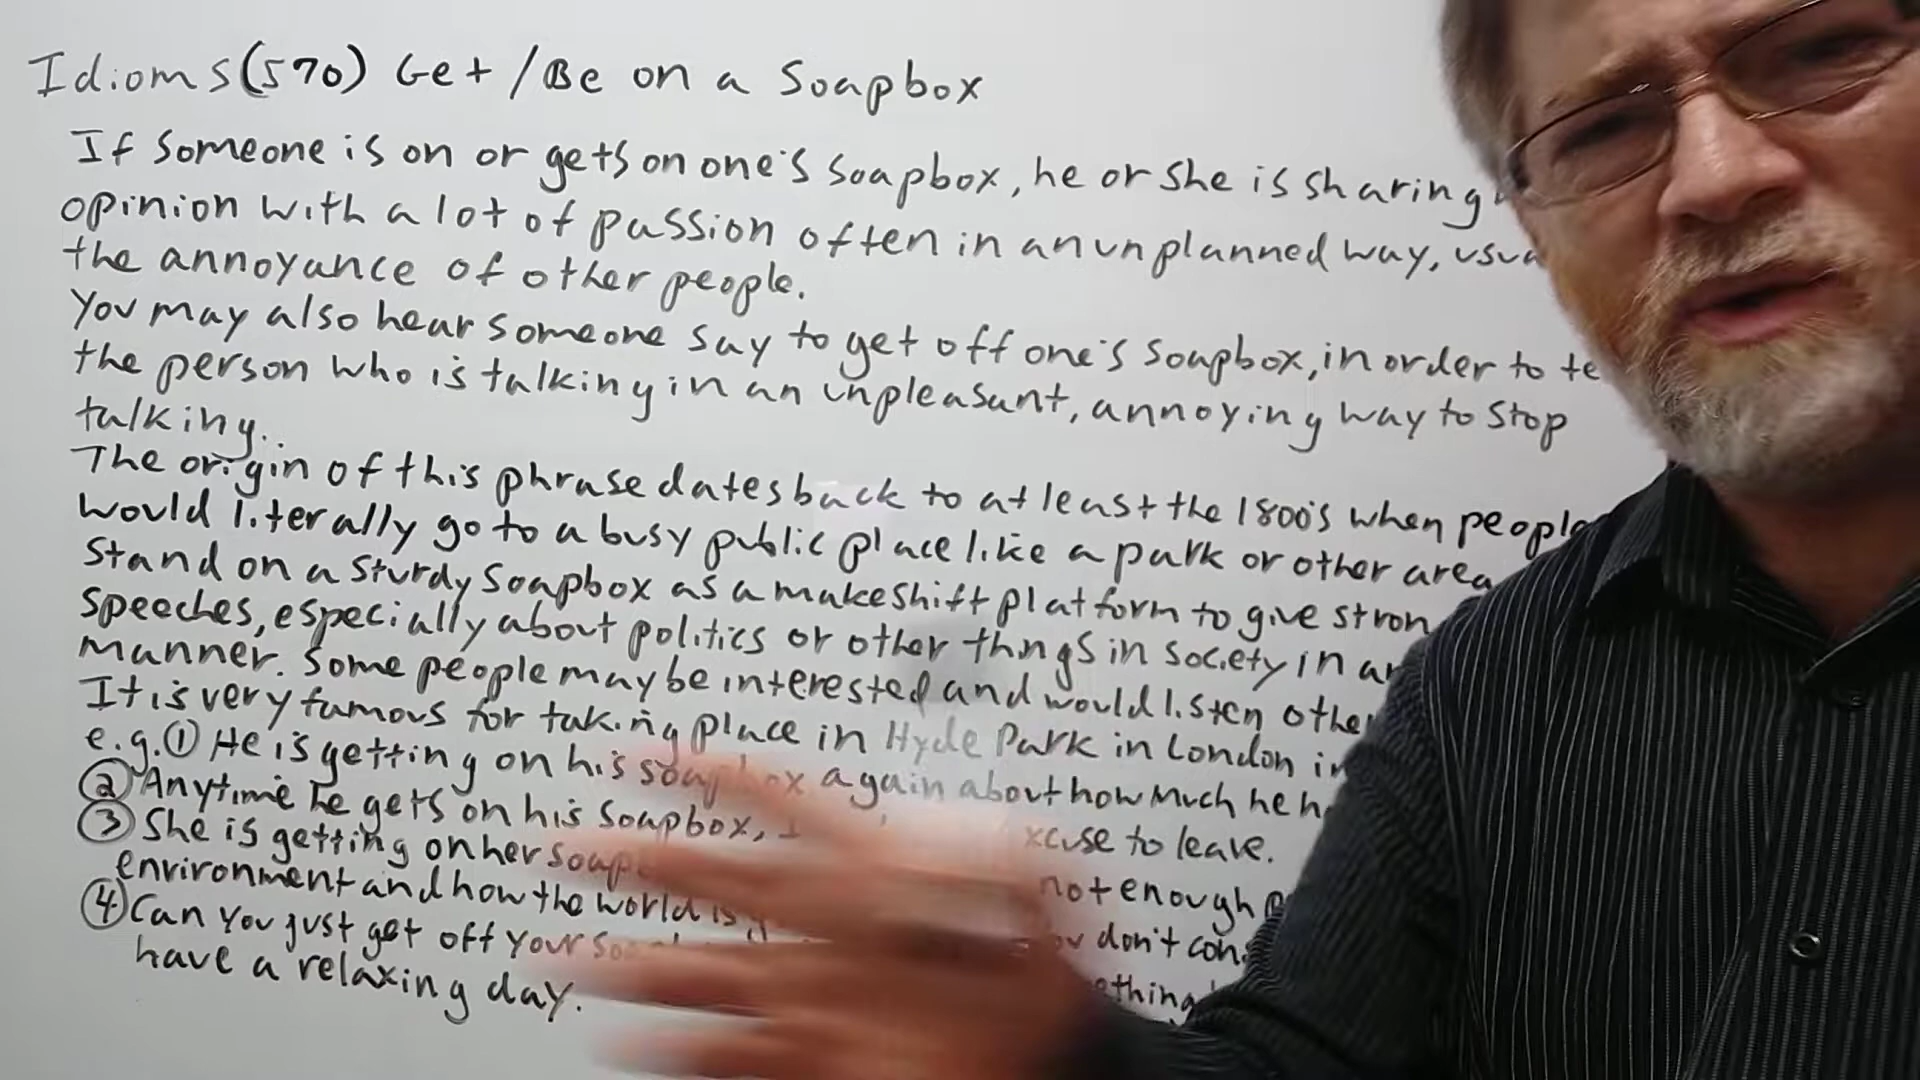 Idioms (570) Get / Be on a Soapbox
If someone is on or gets on one's soapbox, he or she is sharing
opinion with a lot of passion often in an unplanned way, usua
the annoyance of other people.
You may also hear someone say to get off one's soapbox, in order to te
the person who is talking in an unpleasant, annoying way to stop
talking.
The origin of this phrase dates back to at least the 1800's when people
would literally go to a busy public place like a park or other area
stand on a sturdy soapbox as a makeshift platform to give stron
speeches, especially about politics or other things in society in an
manner. Some people may be interested and would listen other
It is very famous for taking place in Hyde Park in London in
e.g. ① He is getting on his soapbox again about how much he h
② Anytime he gets on his soapbox, I excuse to leave.
③ She is getting on her soap not enough
environment and how the world is don't con
④ Can you just get off your
have a relaxing day.